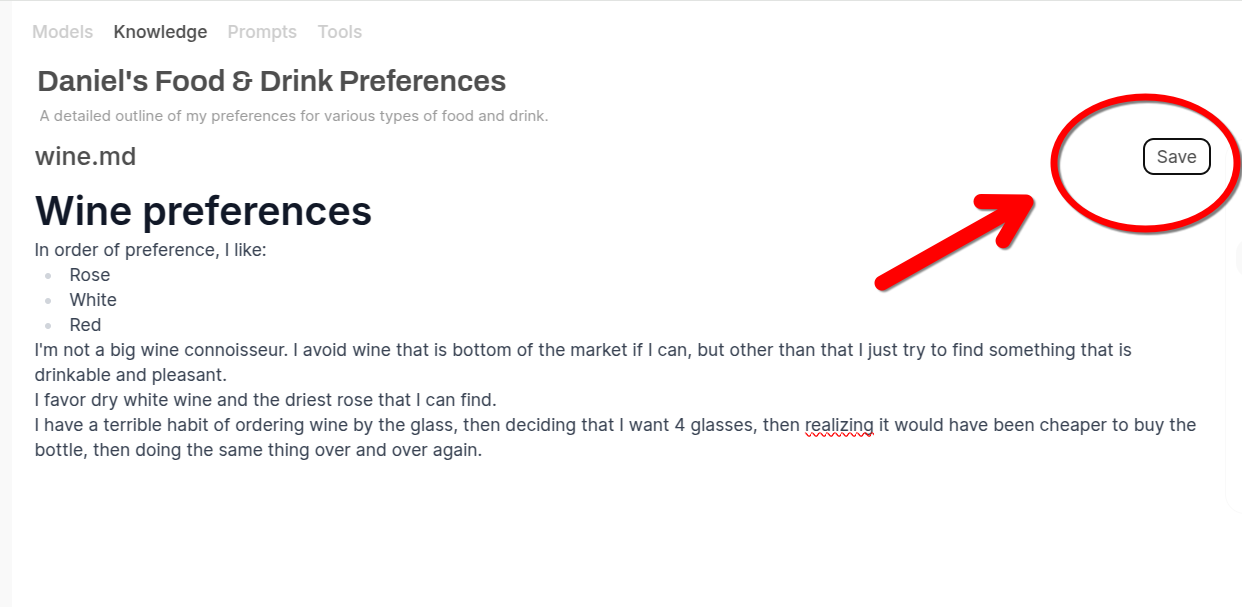 Models Knowledge Prompts Tools
Daniel's Food & Drink Preferences
A detailed outline of my preferences for various types of food and drink.
wine.md
Save
Wine preferences
In order of preference, I like:
Rose
White
Red
I'm not a big wine connoisseur. I avoid wine that is bottom of the market if I can, but other than that I just try to find something that is
drinkable and pleasant.
I favor dry white wine and the driest rose that I can find.
I have a terrible habit of ordering wine by the glass, then deciding that I want 4 glasses, then realizing it would have been cheaper to buy the
bottle, then doing the same thing over and over again.